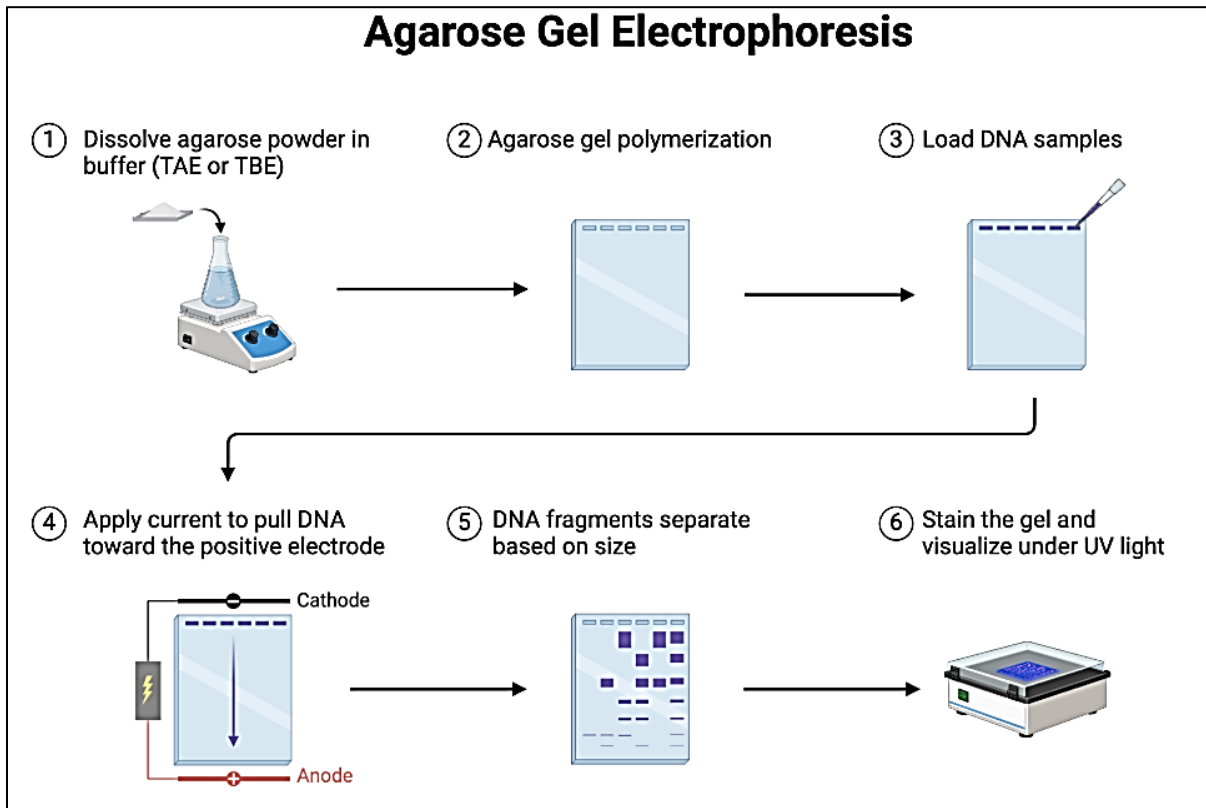 Agarose Gel Electrophoresis
1 Dissolve agarose powder in
buffer (TAE or TBE)
2 Agarose gel polymerization
3 Load DNA samples
4 Apply current to pull DNA
toward the positive electrode
Cathode
Anode
5 DNA fragments separate
based on size
6 Stain the gel and
visualize under UV light